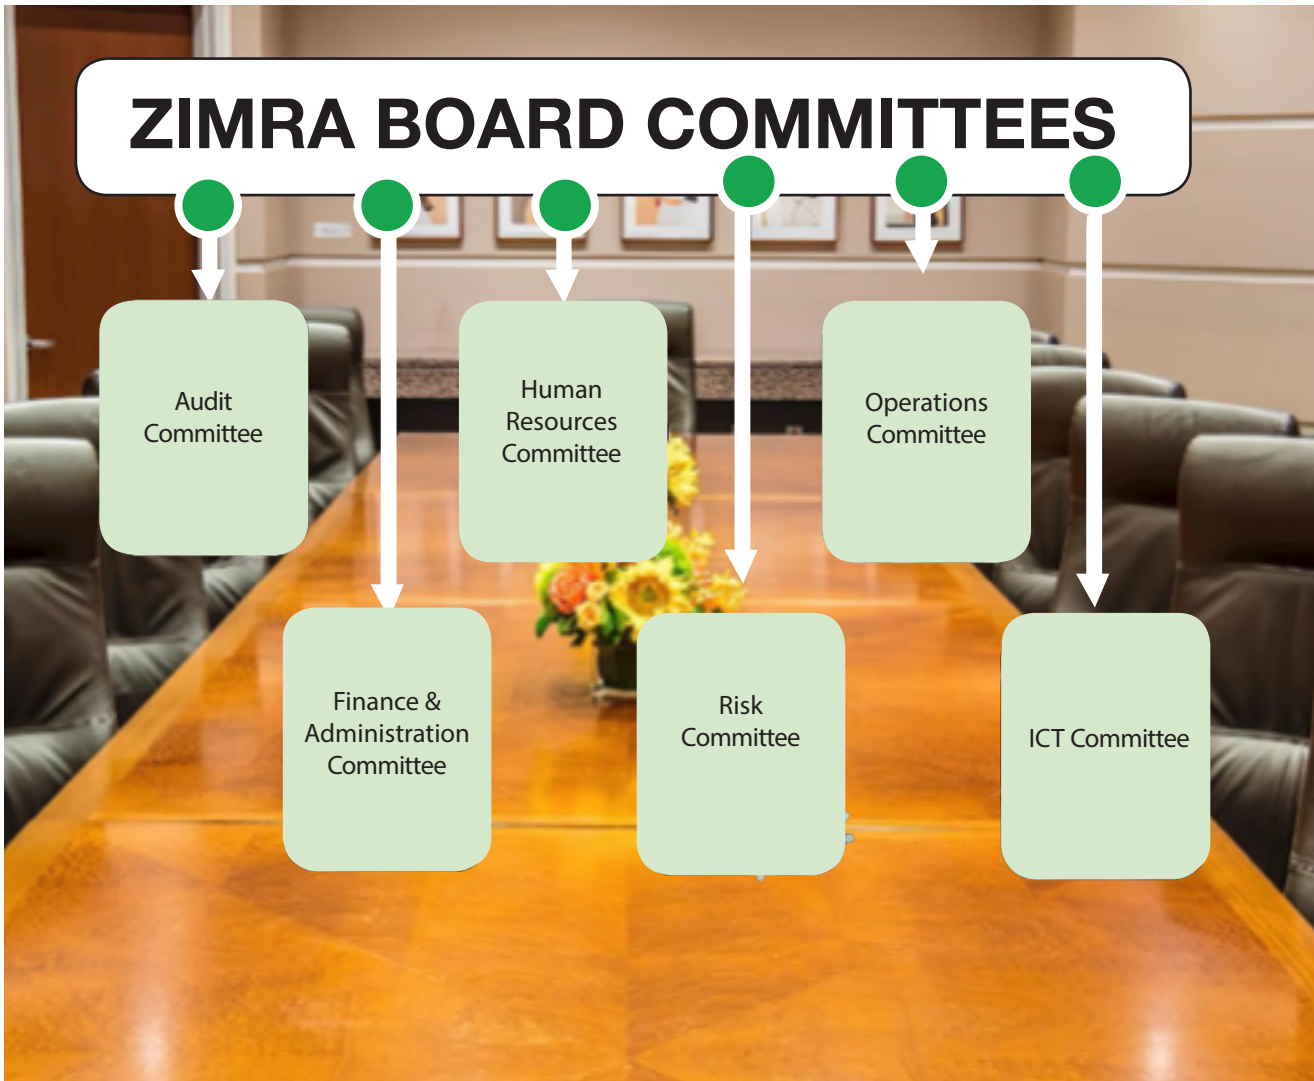 ZIMRA BOARD COMMITTEES
Audit
Committee
Finance &
Administration
Committee
Human
Resources
Committee
Risk
Committee
Operations
Committee
ICT Committee